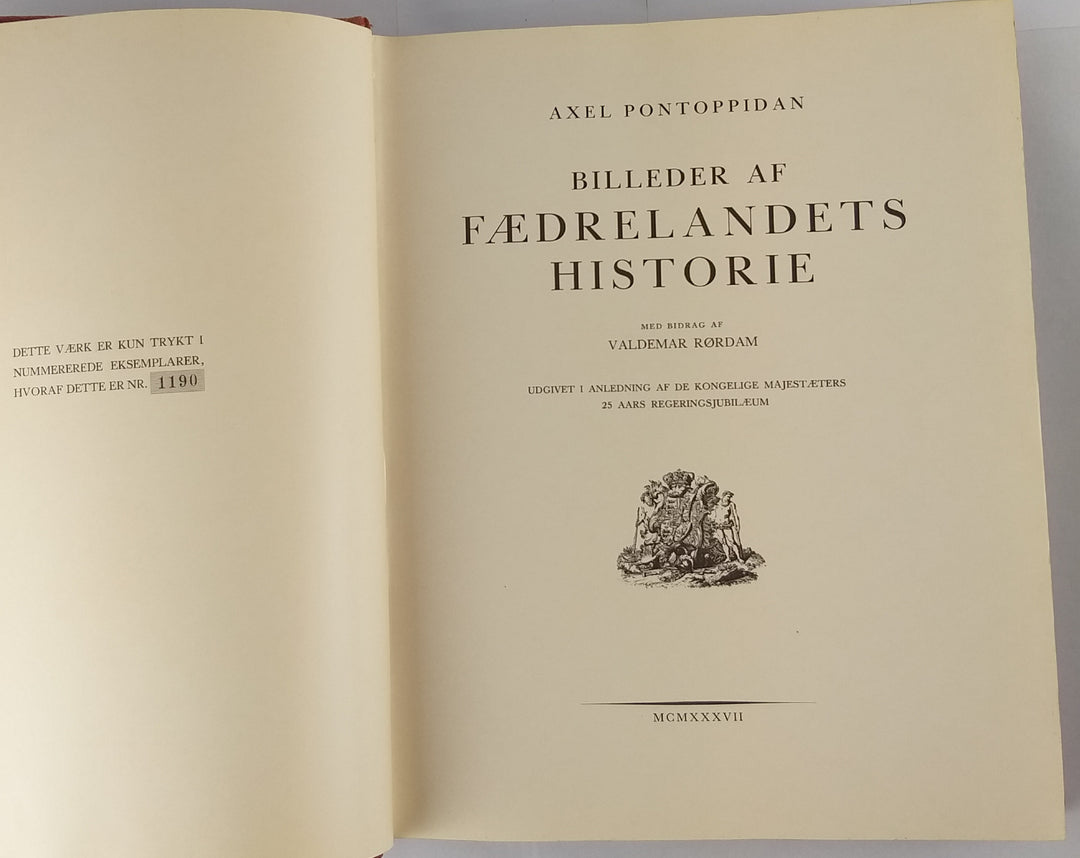 DETTE VÆRK ER KUN TRYKT I
NUMMEREREDE EKSEMPLARER,
HVORAF DETTE ER NR. 1190
AXEL PONTOPPIDAN
BILLEDER AF
FÆDRELANDETS
HISTORIE
MED BIDRAG AF
VALDEMAR RØRDAM
UDGIVET I ANLEDNING AF DE KONGELIGE MAJESTÆTERS
25 AARS REGERINGSJUBILÆUM
MCMXXXVII